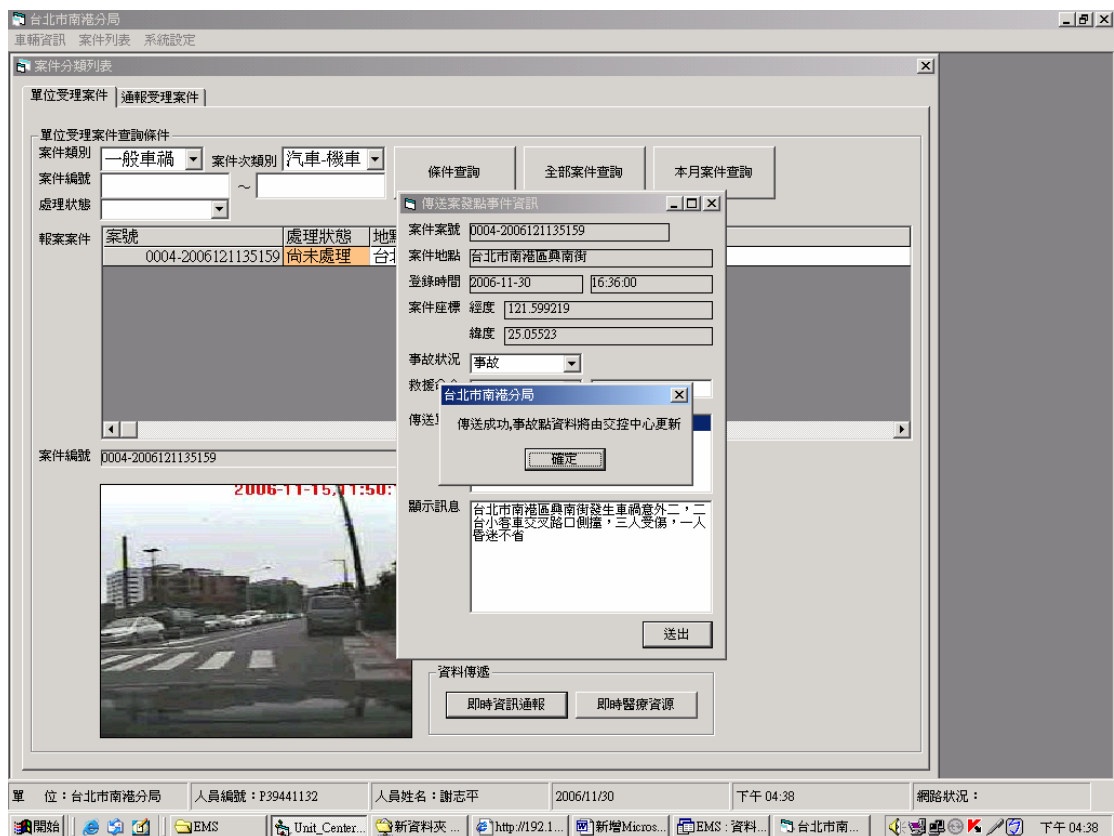 台北市南港分局
車輛資訊 案件列表 系統設定
案件分類列表
單位受理案件 通報受理案件
單位受理案件查詢條件
案件類別 一般車禍 案件次類別 汽車-機車
案件編號 ～
處理狀態
條件查詢 全部案件查詢 本月案件查詢
報案案件 案號 處理狀態
0004-2006121135159 尚未處理
案件編號 0004-2006121135159
2006-11-15,11:50:
傳送案發點事件資訊
案件案號 0004-2006121135159
案件地點 台北市南港區興南街
登錄時間 2006-11-30 16:36:00
案件座標 經度 121.599219
緯度 25.05523
事故狀況 事故
救援
傳送
台北市南港分局
傳送成功,事故點資料將由交控中心更新
確定
顯示訊息 台北市南港區興南街發生車禍意外二，二
台小客車交叉路口側撞，三人受傷，一人
昏迷不省
送出
資料傳遞
即時資訊通報 即時醫療資源
單 位：台北市南港分局 人員編號：P39441132 人員姓名：謝志平 2006/11/30 下午 04:38 網路狀況：
開始 EMS Unit_Center... 新資料夾 ... http://192.1... 新增Micros... EMS : 資料... 台北市南... 下午 04:38